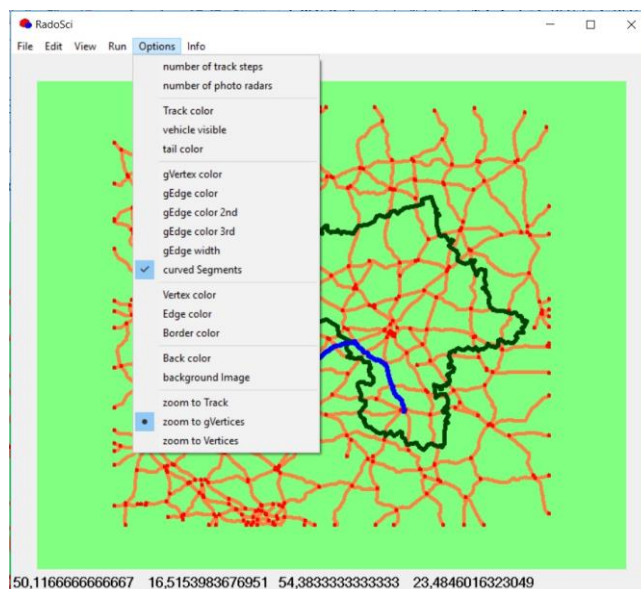 RadoSci
File Edit View Run Options Info
number of track steps
number of photo radars
Track color
vehicle visible
tail color
gVertex color
gEdge color
gEdge color 2nd
gEdge color 3rd
gEdge width
curved Segments
Vertex color
Edge color
Border color
Back color
background Image
zoom to Track
zoom to gVertices
zoom to Vertices
50,1166666666667 16,5153983676951 54,38333333333333 23,4846016323049